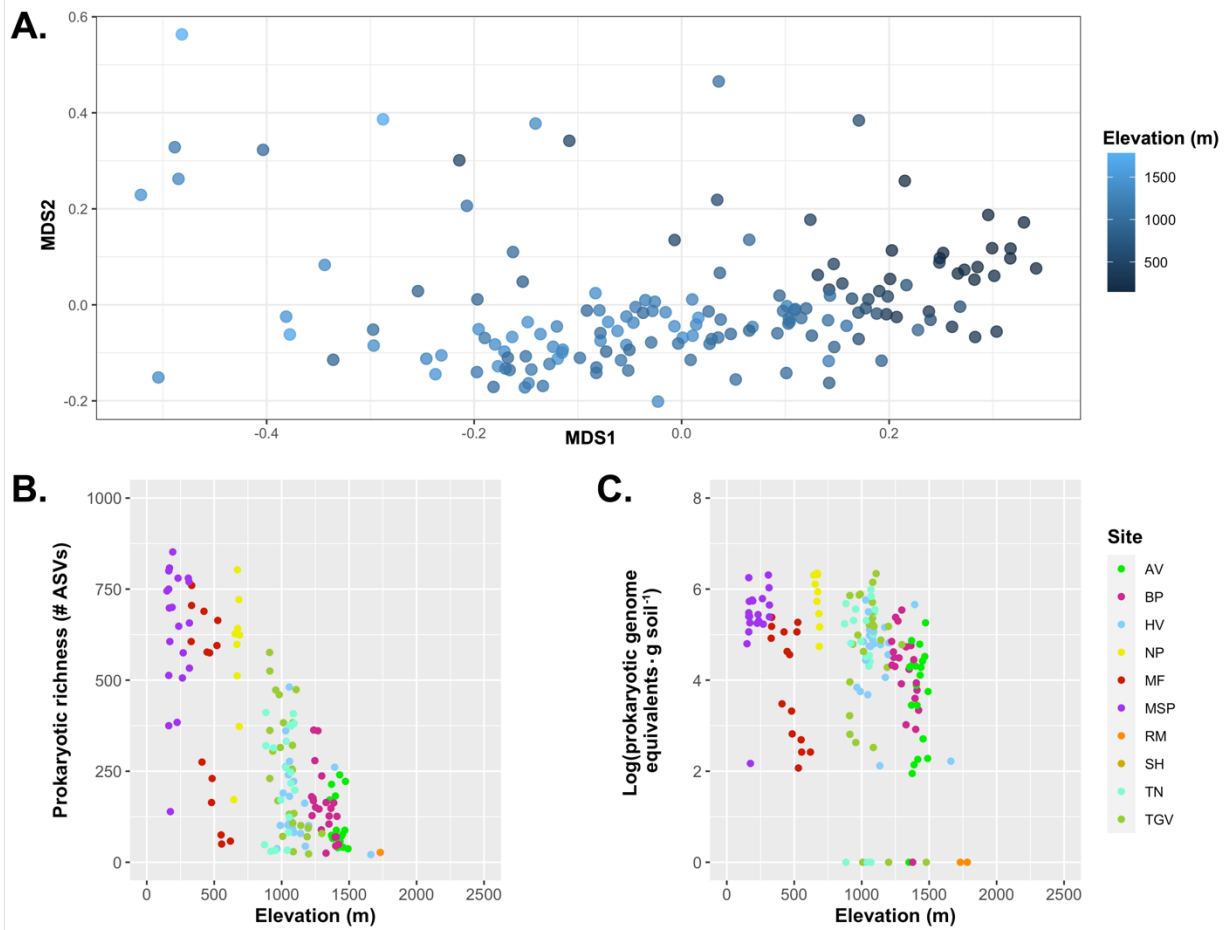 A.
0.6
0.4
0.2
0.0
-0.2
MDS2
-0.4
-0.2
0.0
0.2
MDS1
Elevation (m)
1500
1000
500
B.
1000
750
500
250
0
Prokaryotic richness (# ASVs)
0
500
1000
1500
2000
2500
Elevation (m)
C.
8
6
4
2
0
Log(prokaryotic genome
equivalents · g soil⁻¹)
0
500
1000
1500
2000
2500
Elevation (m)
Site
AV
BP
HV
NP
MF
MSP
RM
SH
TN
TGV